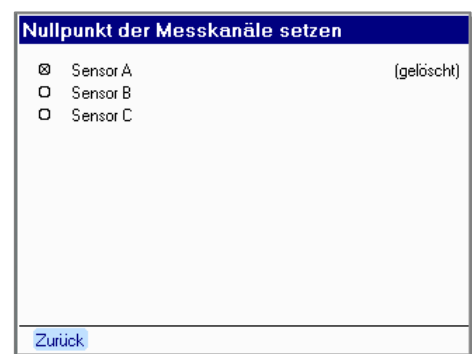 Nullpunkt der Messkanäle setzen
Sensor A (gelöscht)
Sensor B
Sensor C
Zurück